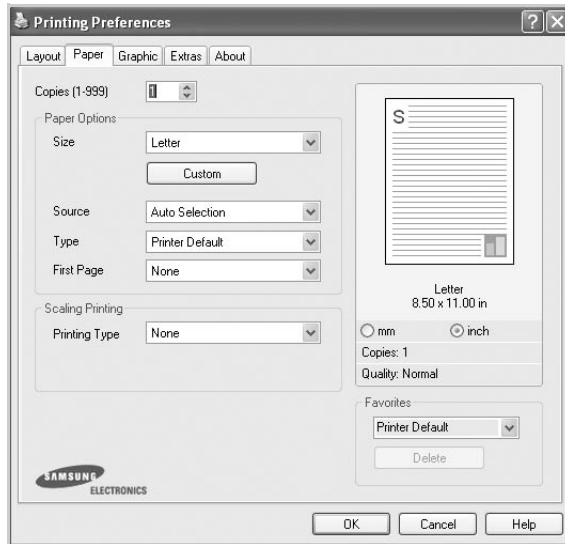 Printing Preferences
Layout Paper Graphic Extras About
Copies (1-999) 1
Paper Options
Size Letter
Custom
Source Auto Selection
Type Printer Default
First Page None
Scaling Printing
Printing Type None
S
Letter
8.50 x 11.00 in
mm inch
Copies: 1
Quality: Normal
Favorites
Printer Default
Delete
SAMSUNG
ELECTRONICS
OK Cancel Help